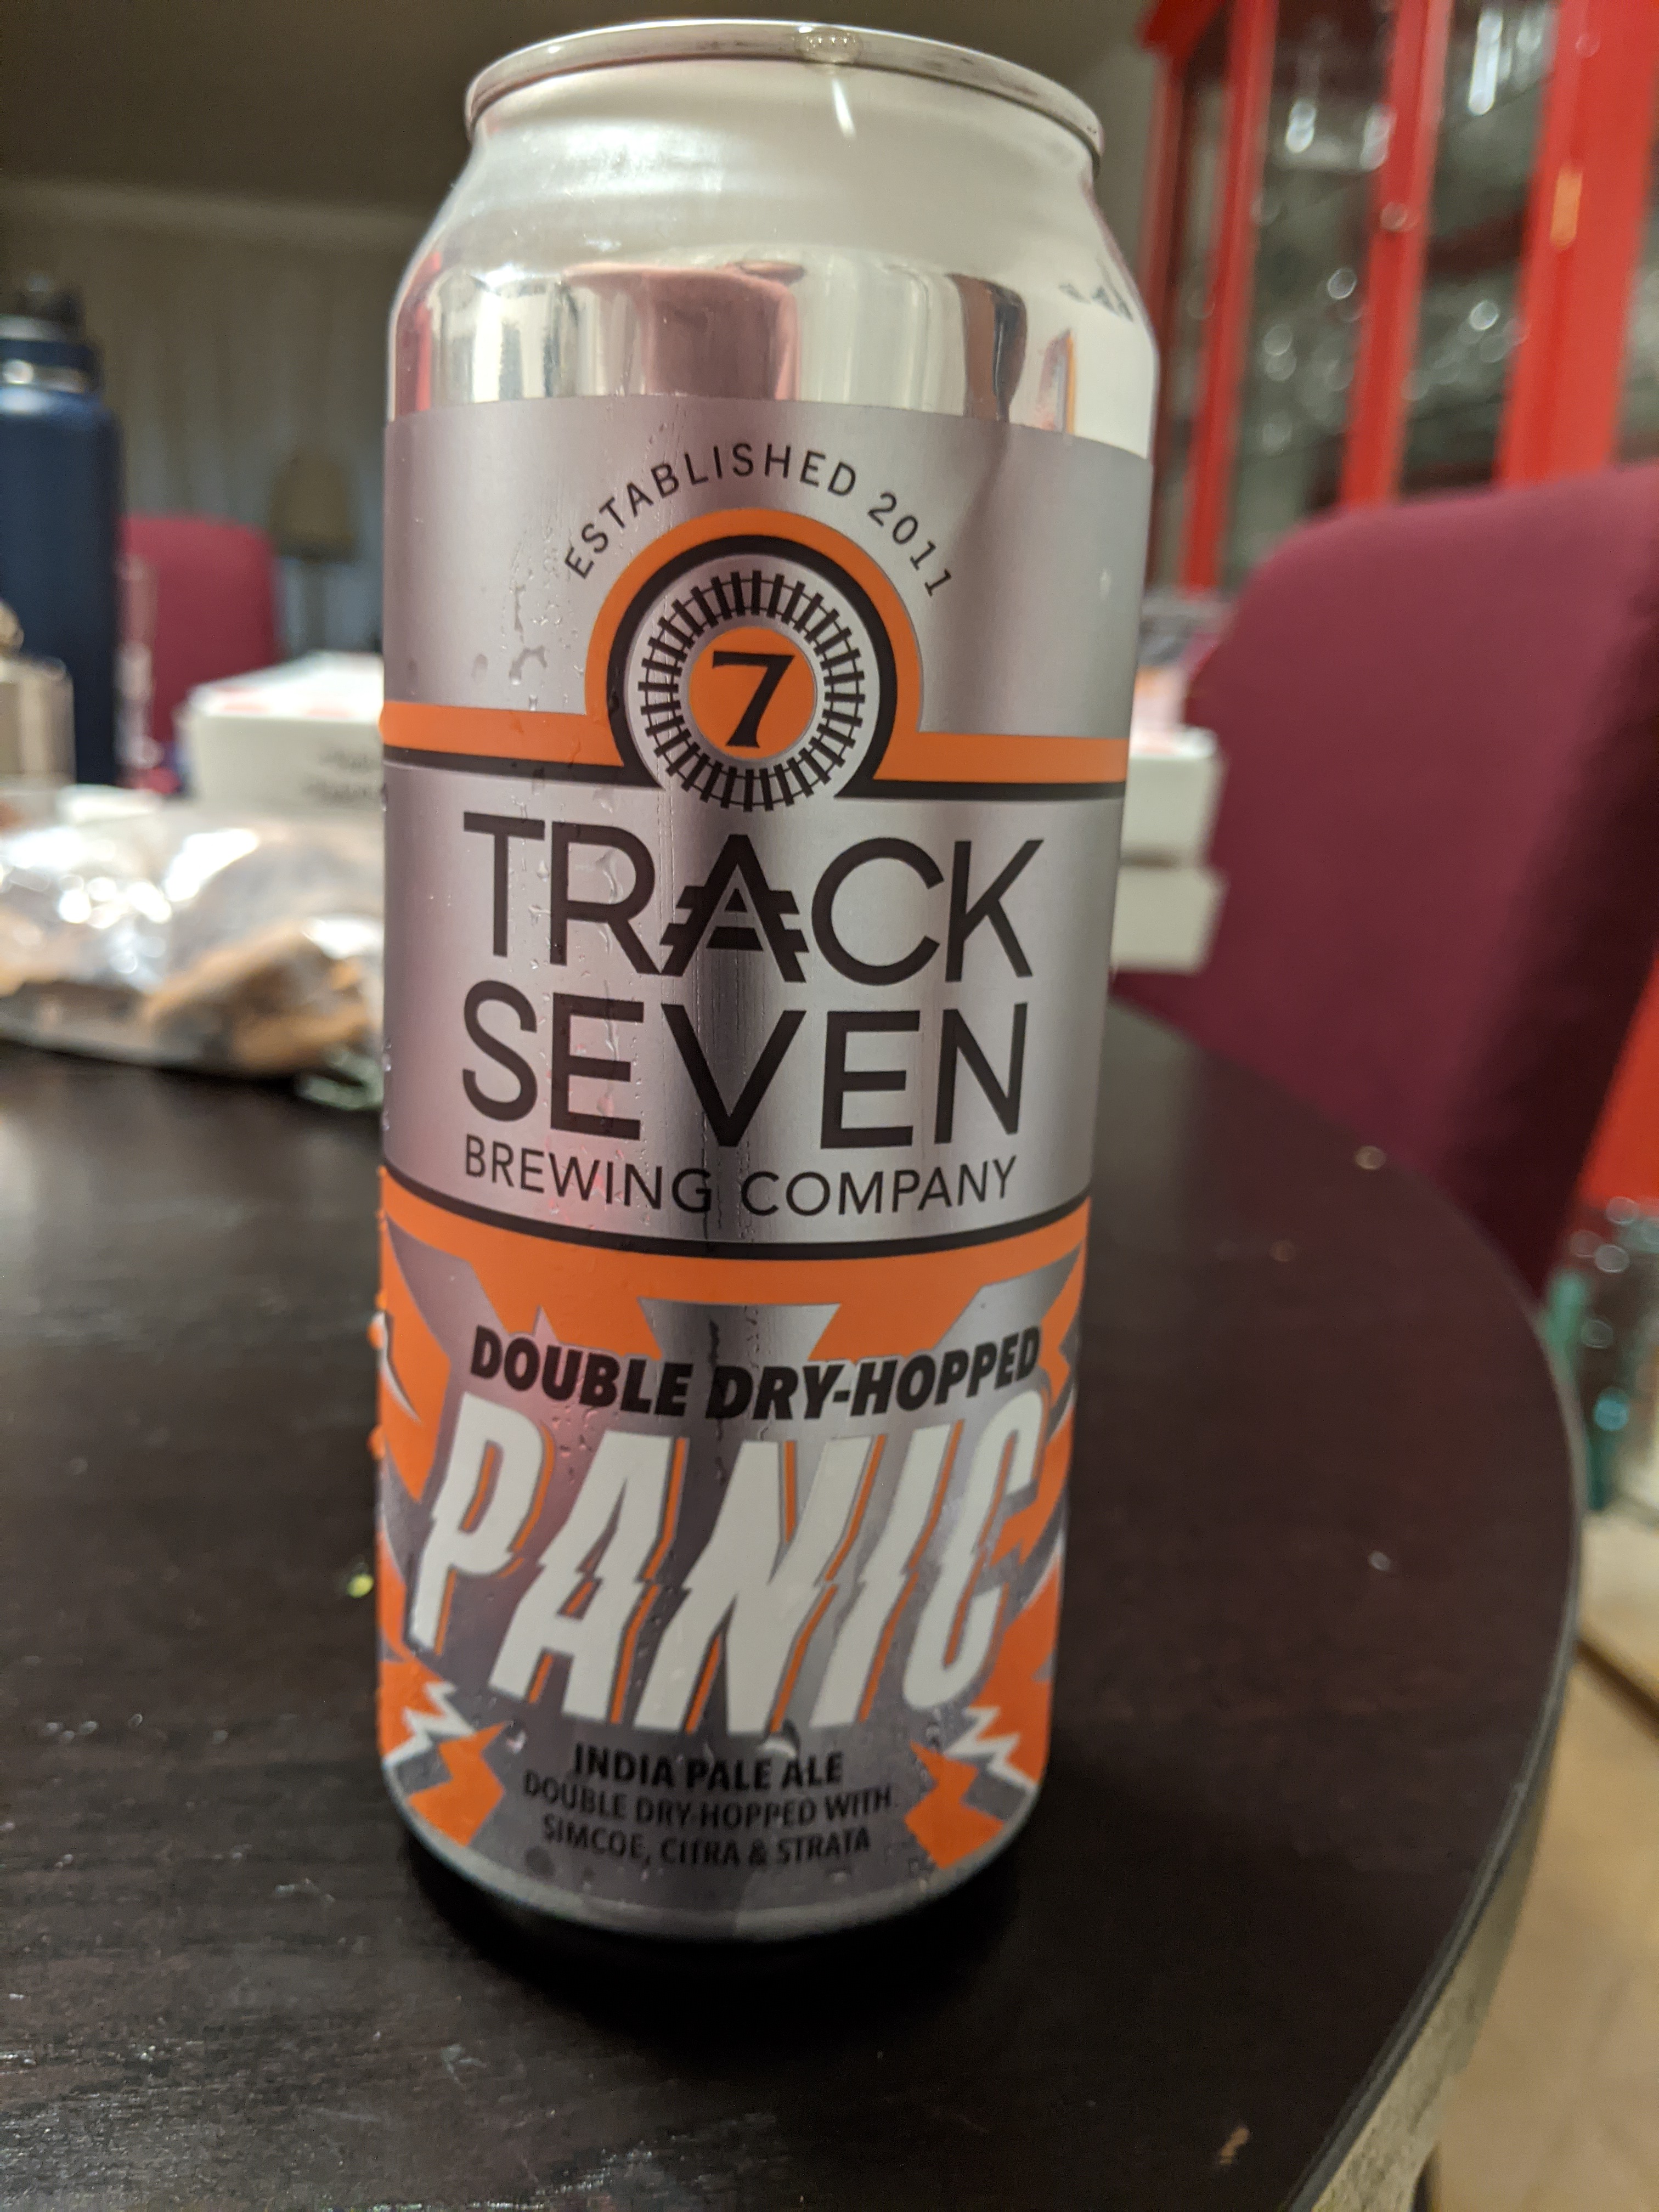 ESTABLISHED 2011
7
TRACK
SEVEN
BREWING COMPANY
DOUBLE DRY-HOPPED
PANIC
INDIA PALE ALE
DOUBLE DRY-HOPPED WITH
SIMCOE, CITRA & STRATA